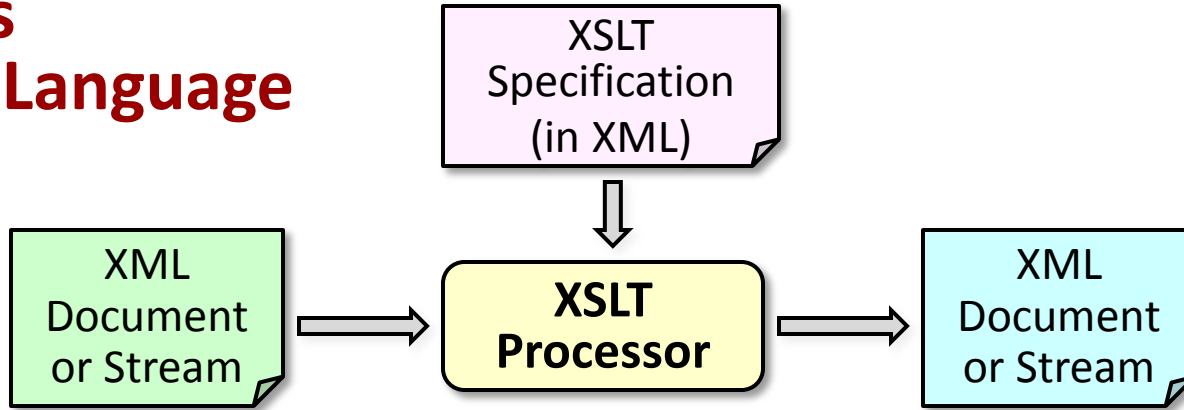 s
Language
XSLT
Specification
(in XML)
XML
Document
or Stream
XSLT
Processor
XML
Document
or Stream